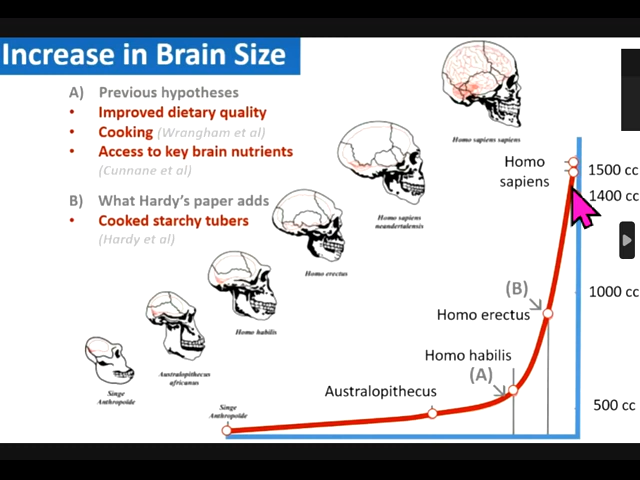 Increase in Brain Size
A) Previous hypotheses
• Improved dietary quality
• Cooking (Wrangham et al)
• Access to key brain nutrients
(Cunnane et al)
B) What Hardy's paper adds
• Cooked starchy tubers
(Hardy et al)
Homo sapiens sapiens
Homo sapiens
neandertalensis
Homo erectus
Homo habilis
Australopithecus
africanus
Singe
Anthropoïde
Homo
sapiens
1500 cc
1400 cc
(B)
1000 cc
Homo erectus
Homo habilis
(A)
Australopithecus
500 cc
Singe
Anthropoïde